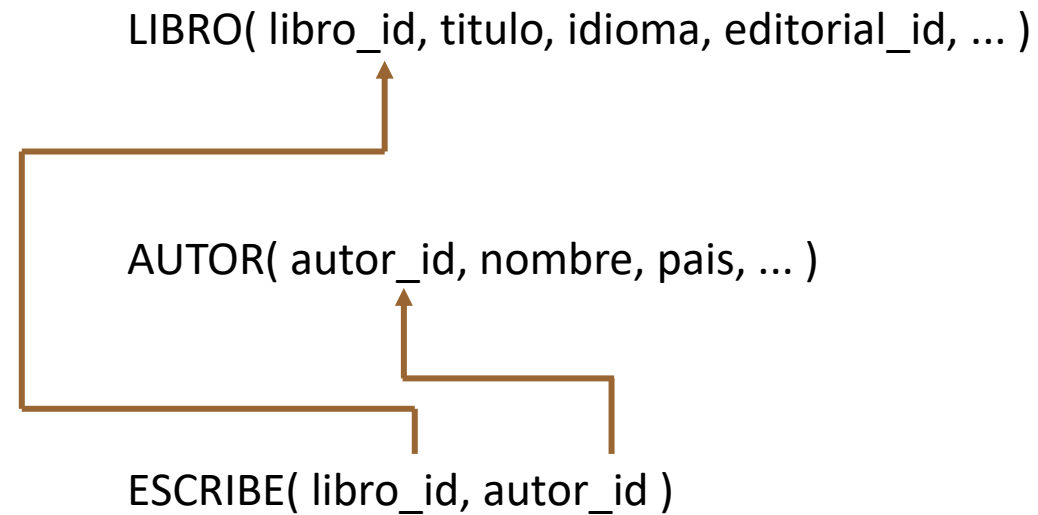 LIBRO( libro_id, titulo, idioma, editorial_id, ... )
AUTOR( autor_id, nombre, pais, ... )
ESCRIBE( libro_id, autor_id )